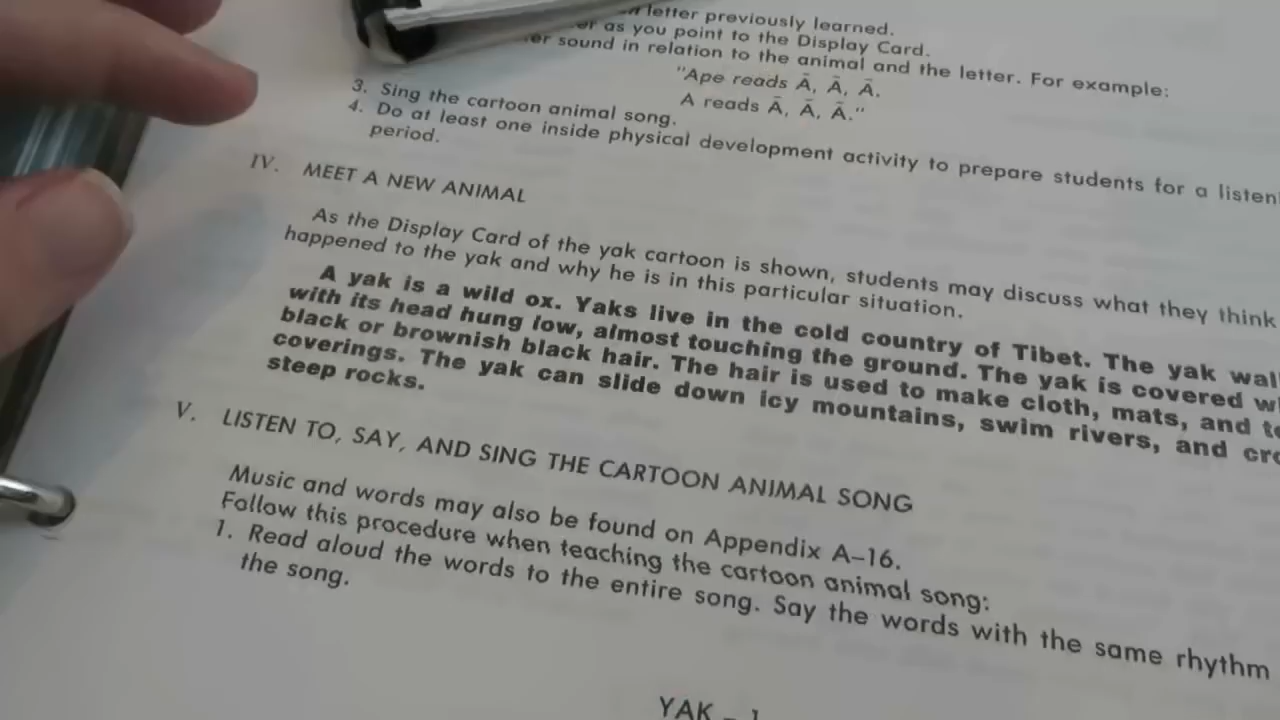 letter previously learned.
as you point to the Display Card.
sound in relation to the animal and the letter. For example:
"Ape reads Ā, Ā, Ā.
A reads Ā, Ā, Ā."
3. Sing the cartoon animal song.
4. Do at least one inside physical development activity to prepare students for a
period.
IV. MEET A NEW ANIMAL
As the Display Card of the yak cartoon is shown, students may discuss what they think
happened to the yak and why he is in this particular situation.
A yak is a wild ox. Yaks live in the cold country of Tibet. The yak
with its head hung low, almost touching the ground. The yak is covered
black or brownish black hair. The hair is used to make cloth, mats, and
coverings. The yak can slide down icy mountains, swim rivers, and
steep rocks.
V. LISTEN TO, SAY, AND SING THE CARTOON ANIMAL SONG
Music and words may also be found on Appendix A-16.
Follow this procedure when teaching the cartoon animal song:
1. Read aloud the words to the entire song. Say the words with the same rhythm
the song.
YAK - 1